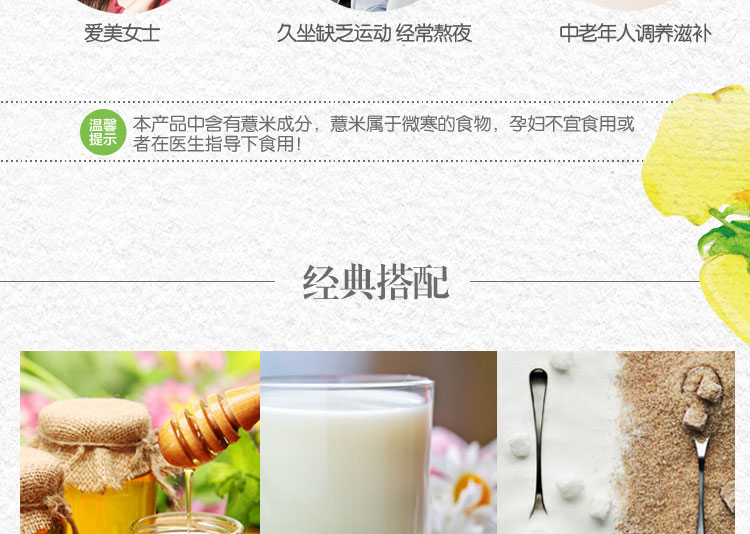 爱美女士
久坐缺乏运动 经常熬夜
中老年人调养滋补
温馨
提示
本产品中含有薏米成分，薏米属于微寒的食物，孕妇不宜食用或
者在医生指导下食用！
经典搭配